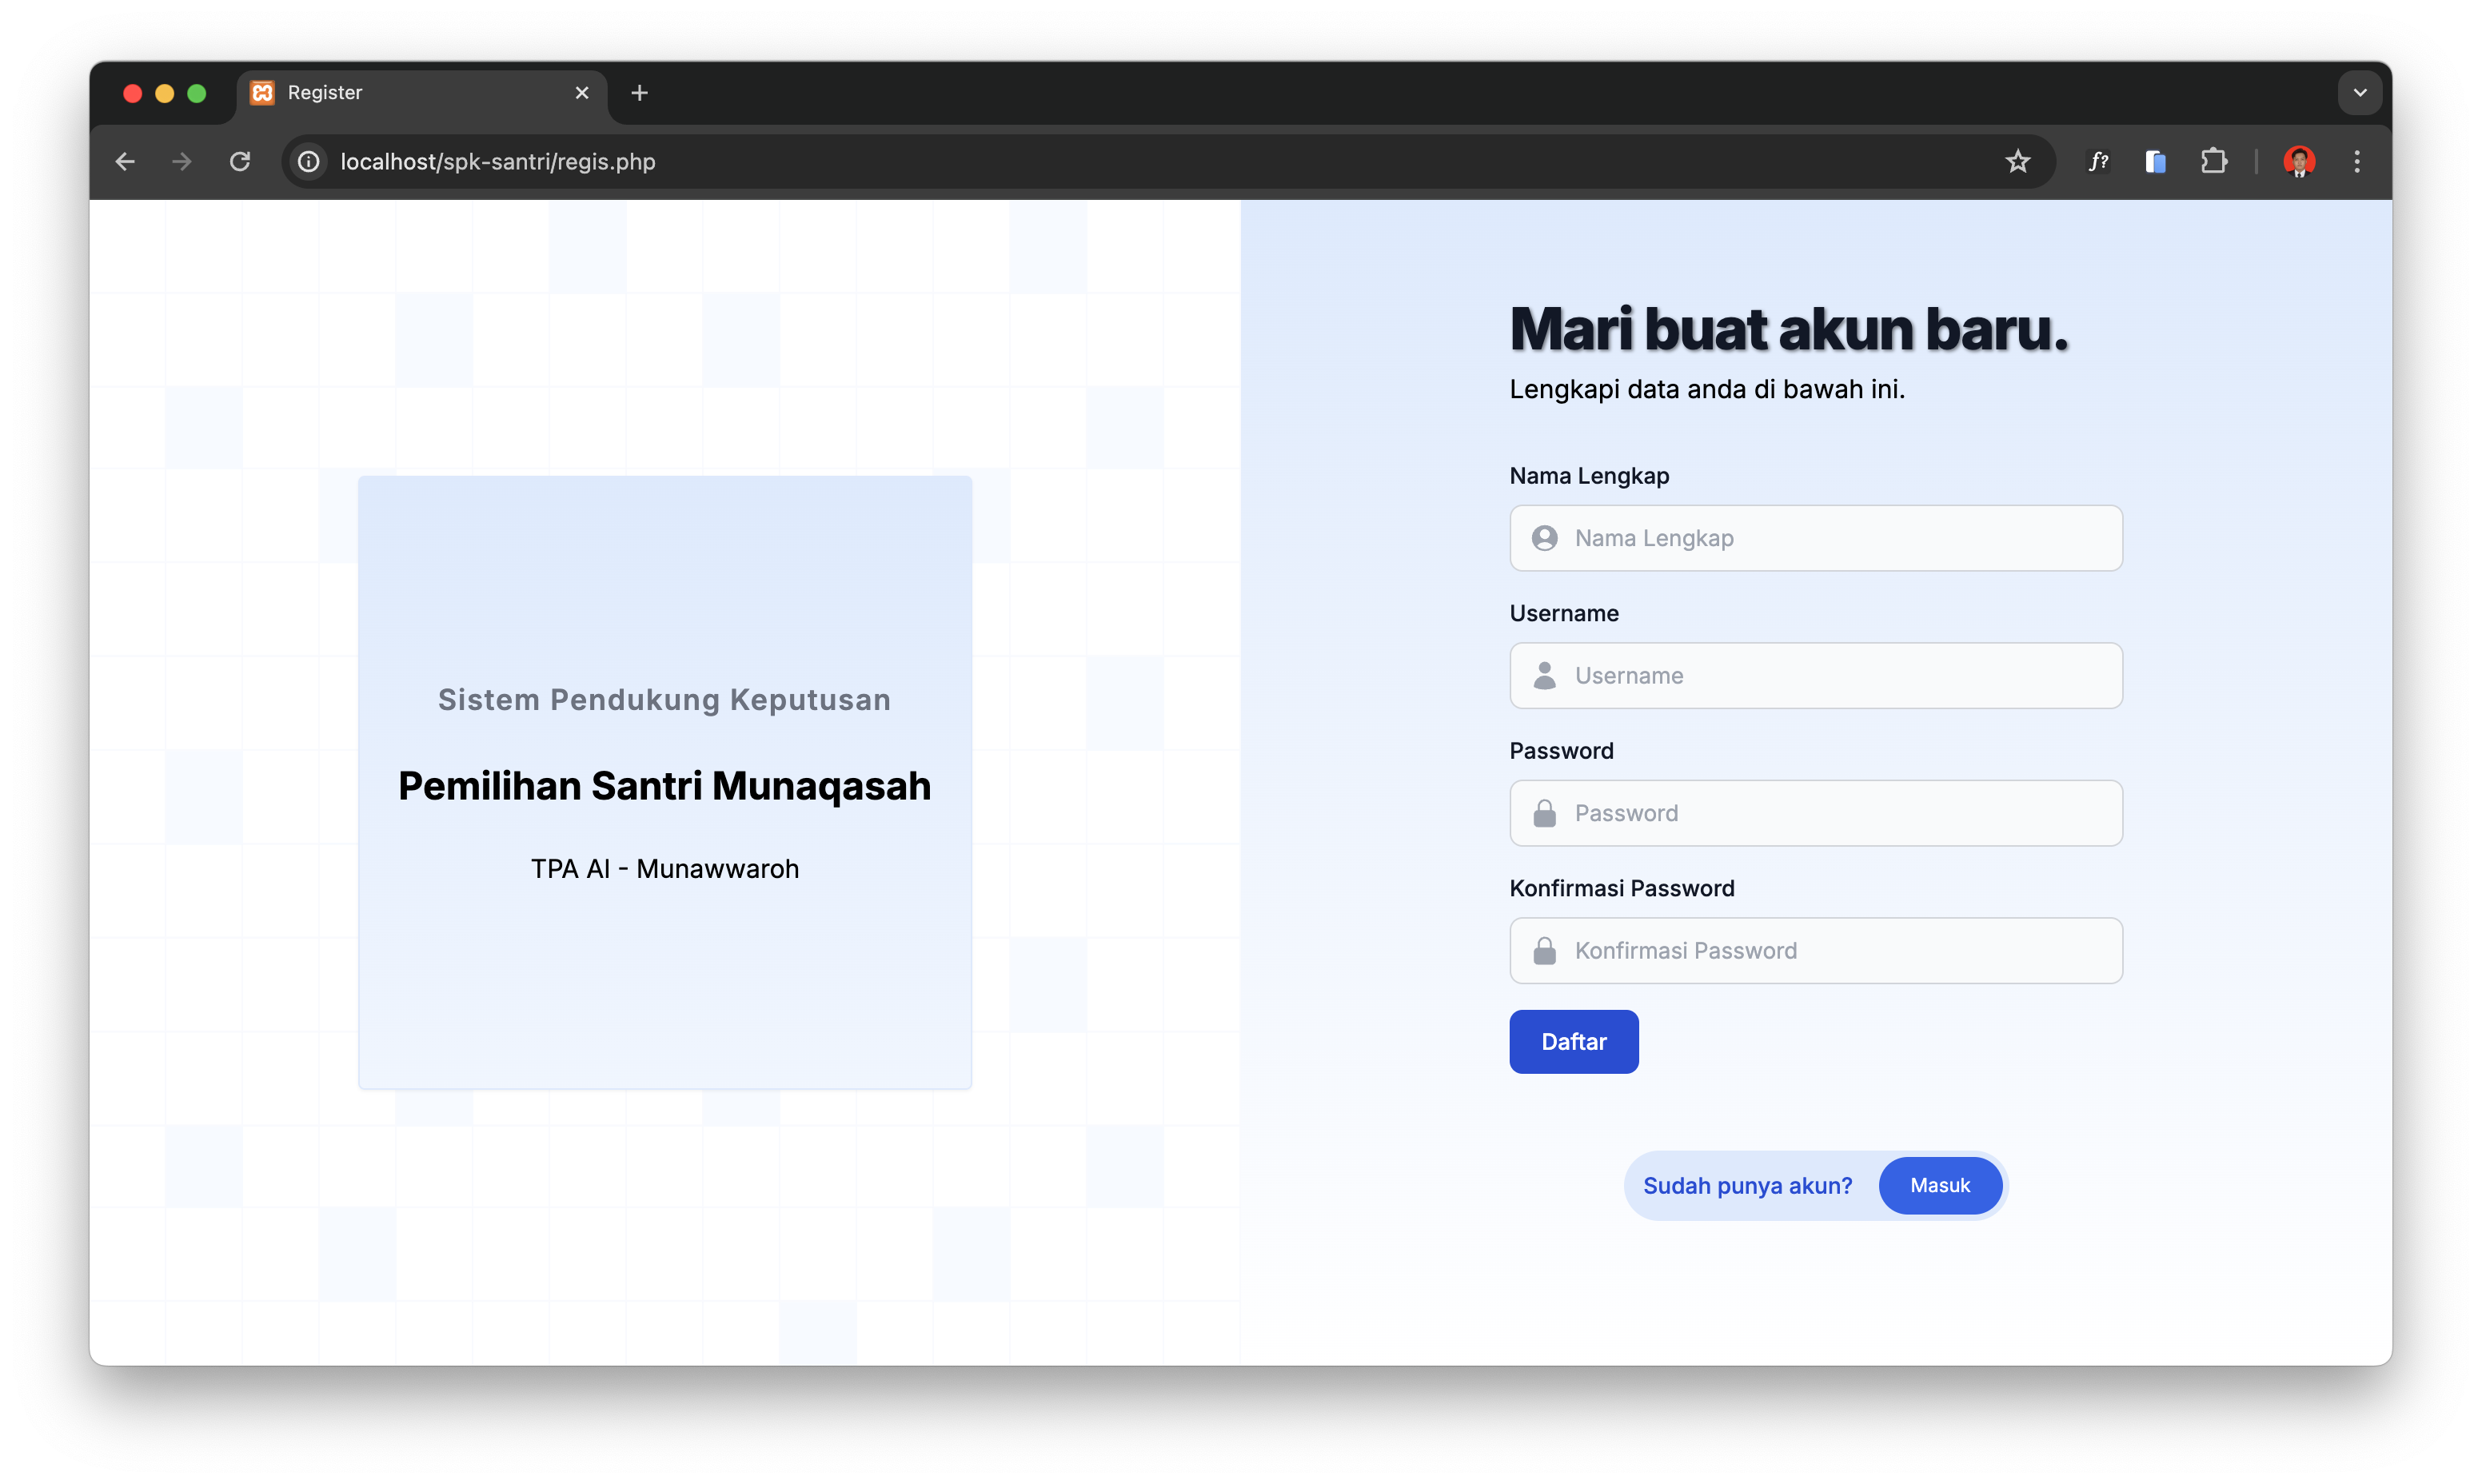 Register
localhost/spk-santri/regis.php
f?
Sistem Pendukung Keputusan
Pemilihan Santri Munaqasah
TPA Al - Munawwaroh
Mari buat akun baru.
Lengkapi data anda di bawah ini.
Nama Lengkap
Nama Lengkap
Username
Username
Password
Password
Konfirmasi Password
Konfirmasi Password
Daftar
Sudah punya akun?
Masuk